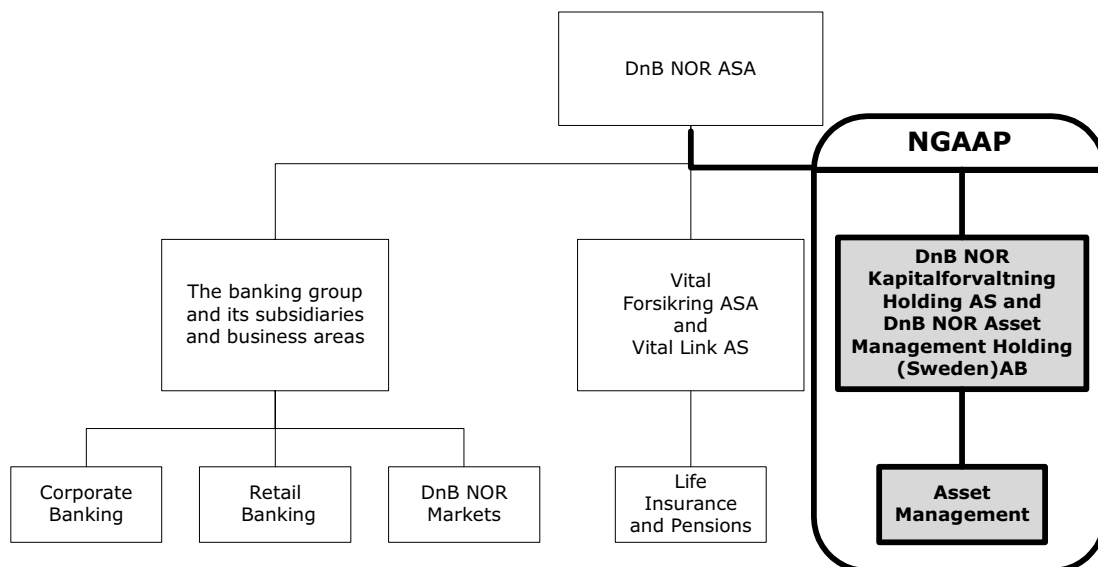 DnB NOR ASA
NGAAP
The banking group
and its subsidiaries
and business areas
Vital
Forsikring ASA
and
Vital Link AS
DnB NOR
Kapitalforvaltning
Holding AS and
DnB NOR Asset
Management Holding
(Sweden)AB
Corporate
Banking
Retail
Banking
DnB NOR
Markets
Life
Insurance
and Pensions
Asset
Management